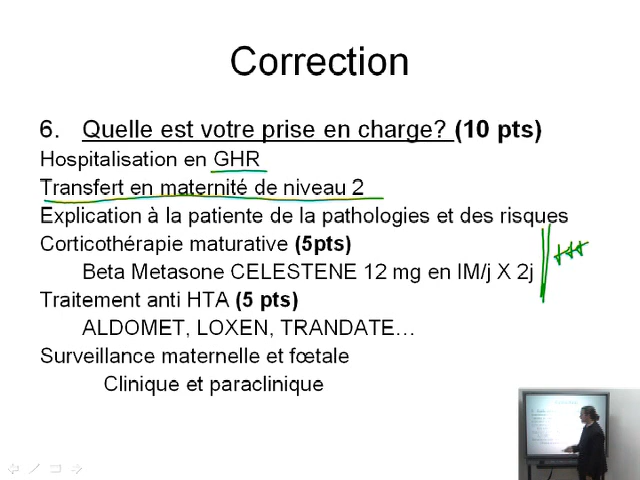 Correction
6. Quelle est votre prise en charge? (10 pts)
Hospitalisation en GHR
Transfert en maternité de niveau 2
Explication à la patiente de la pathologies et des risques
Corticothérapie maturative (5pts)
Beta Metasone CELESTENE 12 mg en IM/j X 2j
+++
Traitement anti HTA (5 pts)
ALDOMET, LOXEN, TRANDATE…
Surveillance maternelle et fœtale
Clinique et paraclinique